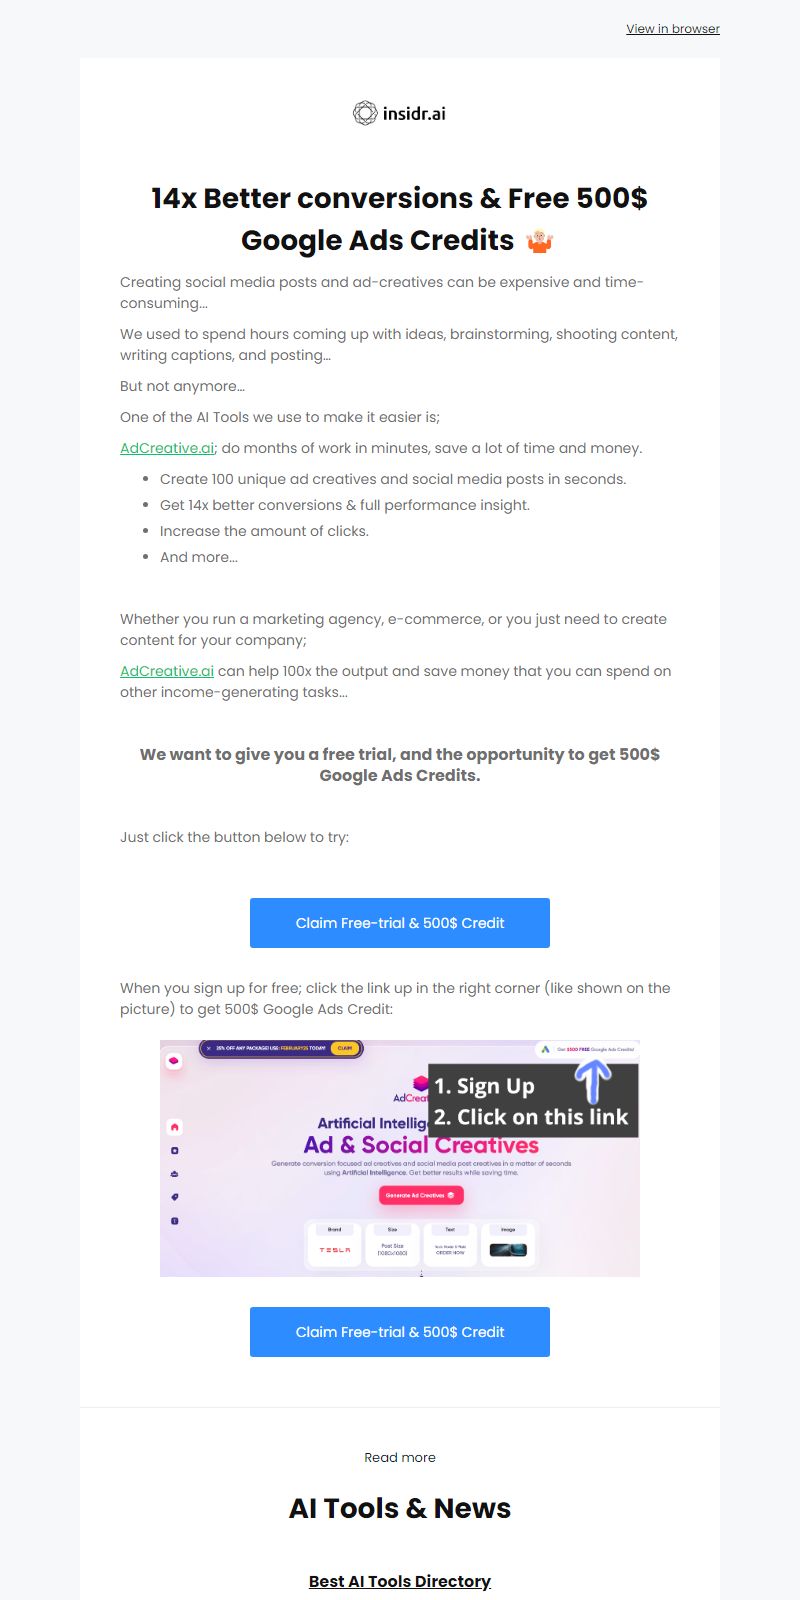 View in browser
insidr.ai
14x Better conversions & Free 500$
Google Ads Credits
Creating social media posts and ad-creatives can be expensive and time-
consuming...
We used to spend hours coming up with ideas, brainstorming, shooting content,
writing captions, and posting...
But not anymore...
One of the AI Tools we use to make it easier is;
AdCreative.ai; do months of work in minutes, save a lot of time and money.
Create 100 unique ad creatives and social media posts in seconds.
Get 14x better conversions & full performance insight.
Increase the amount of clicks.
And more...
Whether you run a marketing agency, e-commerce, or you just need to create
content for your company;
AdCreative.ai can help 100x the output and save money that you can spend on
other income-generating tasks...
We want to give you a free trial, and the opportunity to get 500$
Google Ads Credits.
Just click the button below to try:
Claim Free-trial & 500$ Credit
When you sign up for free; click the link up in the right corner (like shown on the
picture) to get 500$ Google Ads Credit:
25% OFF ANY PACKAGE! USE: FEBRUARY25 TODAY! CLAIM
Get $500 FREE Google Ads Credits!
1. Sign Up
2. Click on this link
AdCreat
Artificial Intellig
Ad & Social Creatives
Generate conversion focused ad creatives and social media post creatives in a matter of seconds
using Artificial Intelligence. Get better results while saving time.
Generate Ad Creatives
Brand Size Text Image
TESLA Post Size
(1080x1080) ORDER NOW
Claim Free-trial & 500$ Credit
Read more
AI Tools & News
Best AI Tools Directory